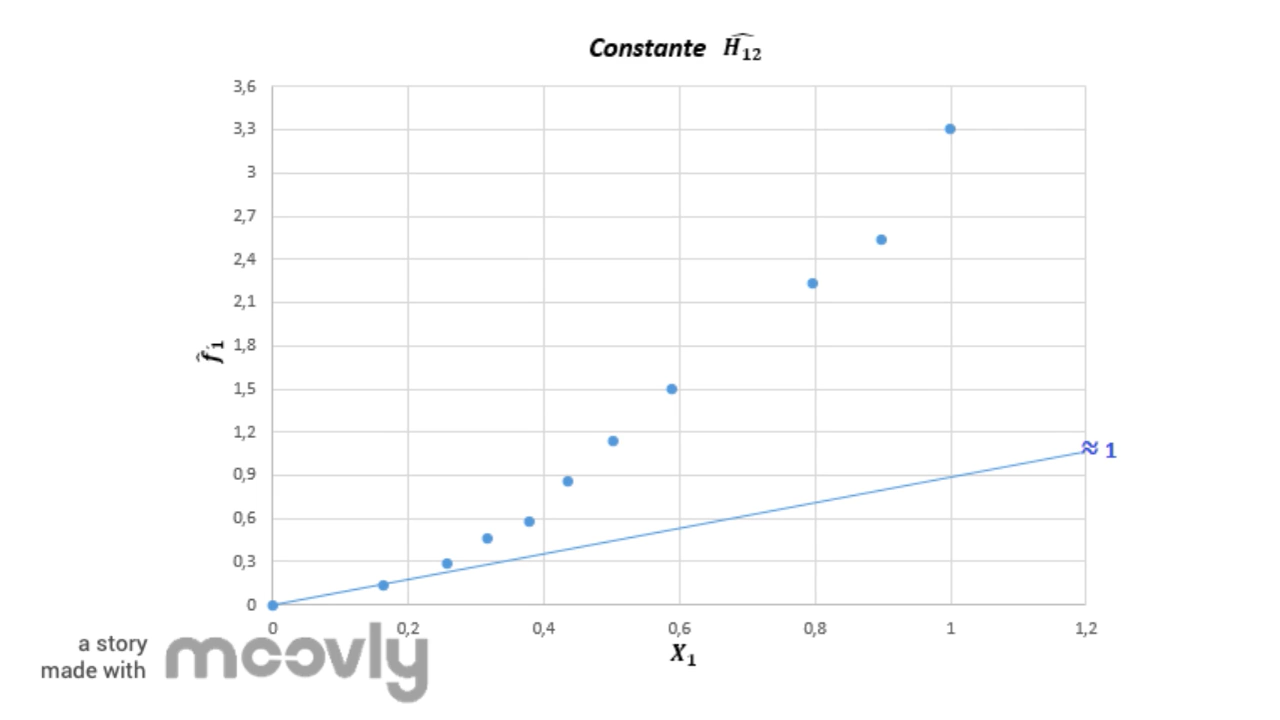 Constante Ĥ₁₂
3,6
3,3
3
2,7
2,4
2,1
1,8
1,5
1,2
0,9
0,6
0,3
0
f̂₁
≈ 1
0 0,2 0,4 0,6 0,8 1 1,2
X₁
a story
made with moovly